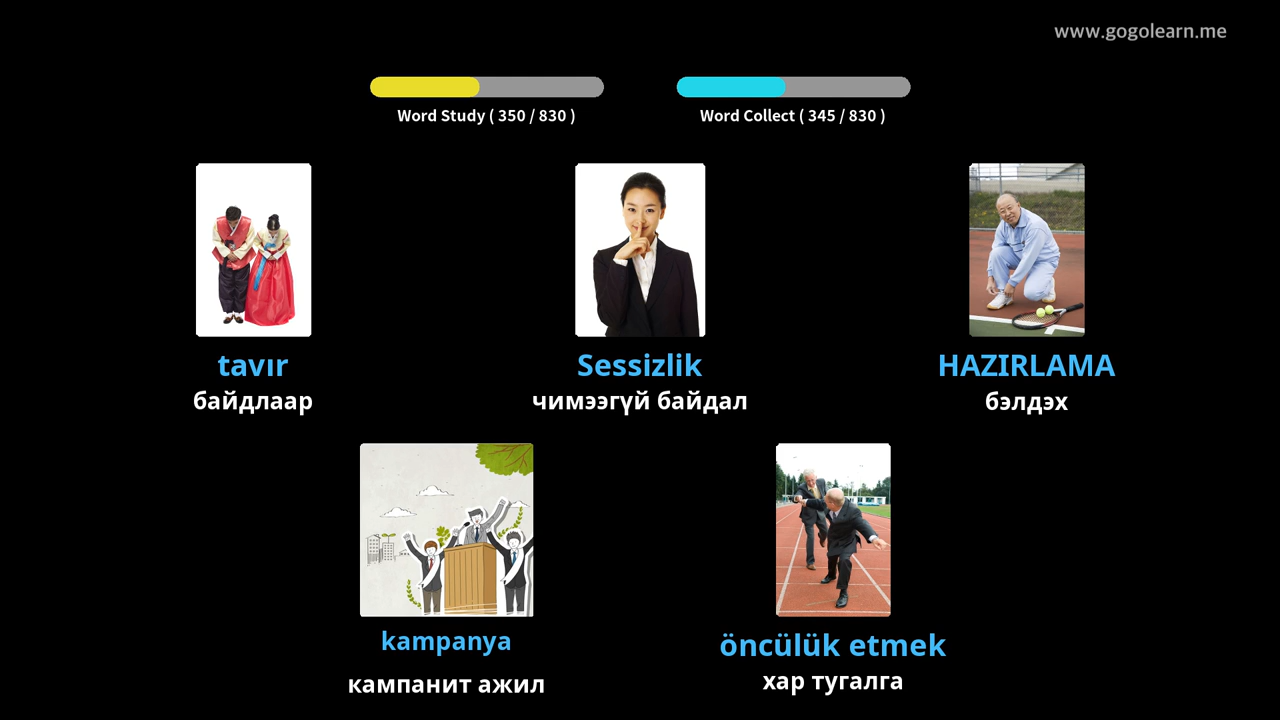 www.gogolearn.me
Word Study ( 350 / 830 )
Word Collect ( 345 / 830 )
tavır
байдлаар
Sessizlik
чимээгүй байдал
HAZIRLAMA
бэлдэх
kampanya
кампанит ажил
öncülük etmek
хар тугалга